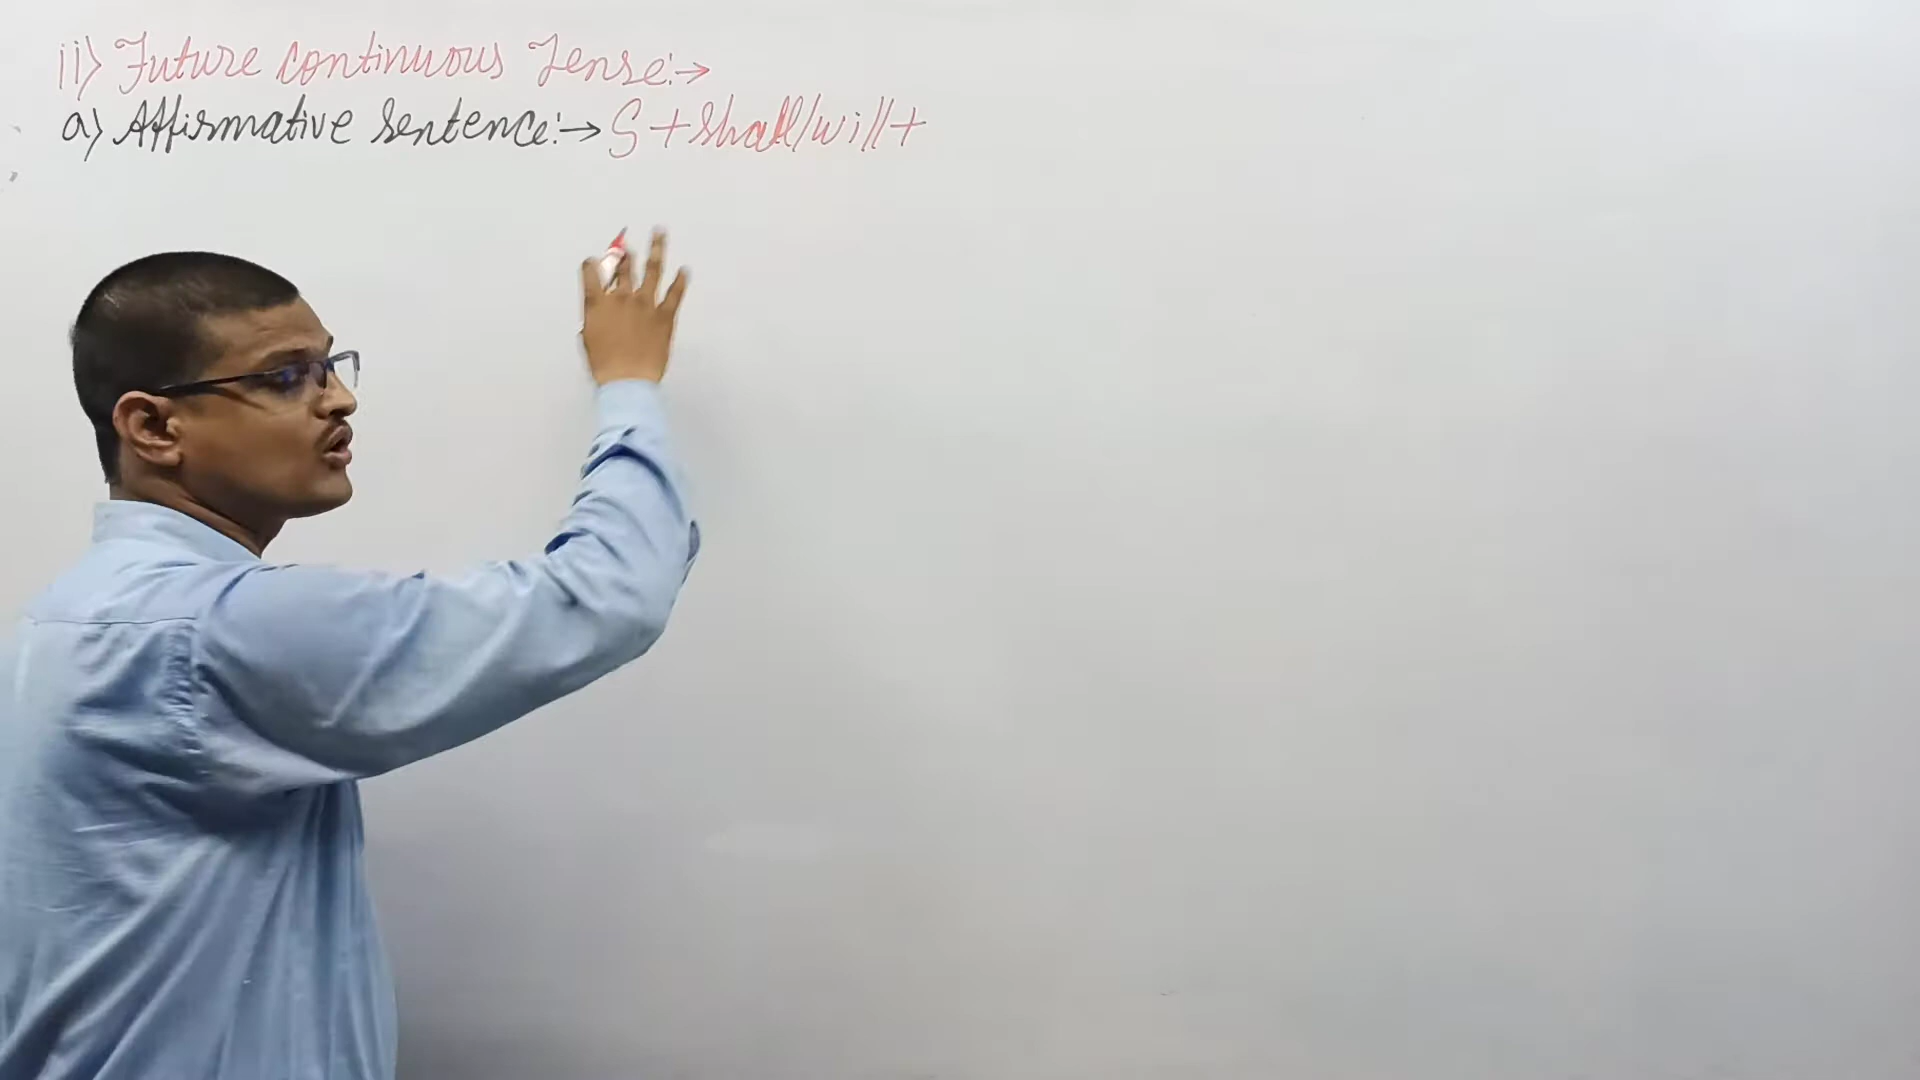 ii) Future continuous Tense:→
a) Affirmative sentence:→ S + shall/will +